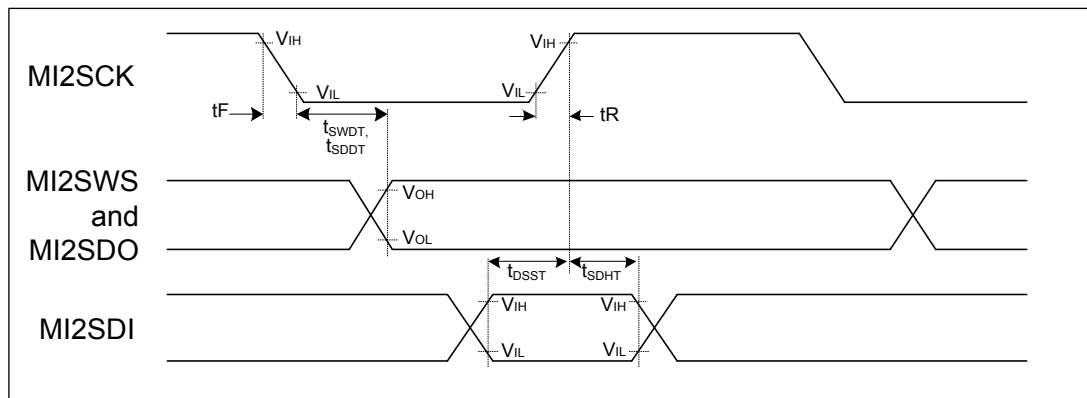 MI2SCK
VIH
VIH
VIL
VIL
tF
tSWDT,
tSDDT
tR
MI2SWS
and
MI2SDO
VOH
VOL
tDSST
tSDHT
MI2SDI
VIH
VIH
VIL
VIL